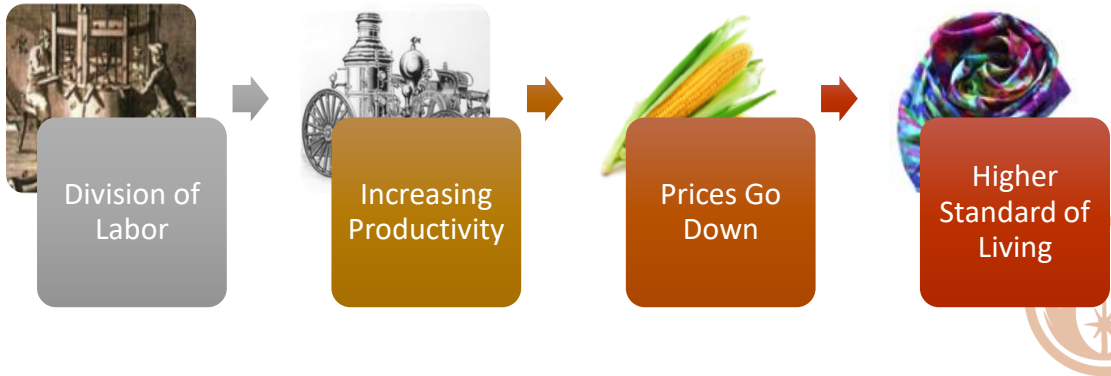 Division of
Labor
Increasing
Productivity
Prices Go
Down
Higher
Standard of
Living